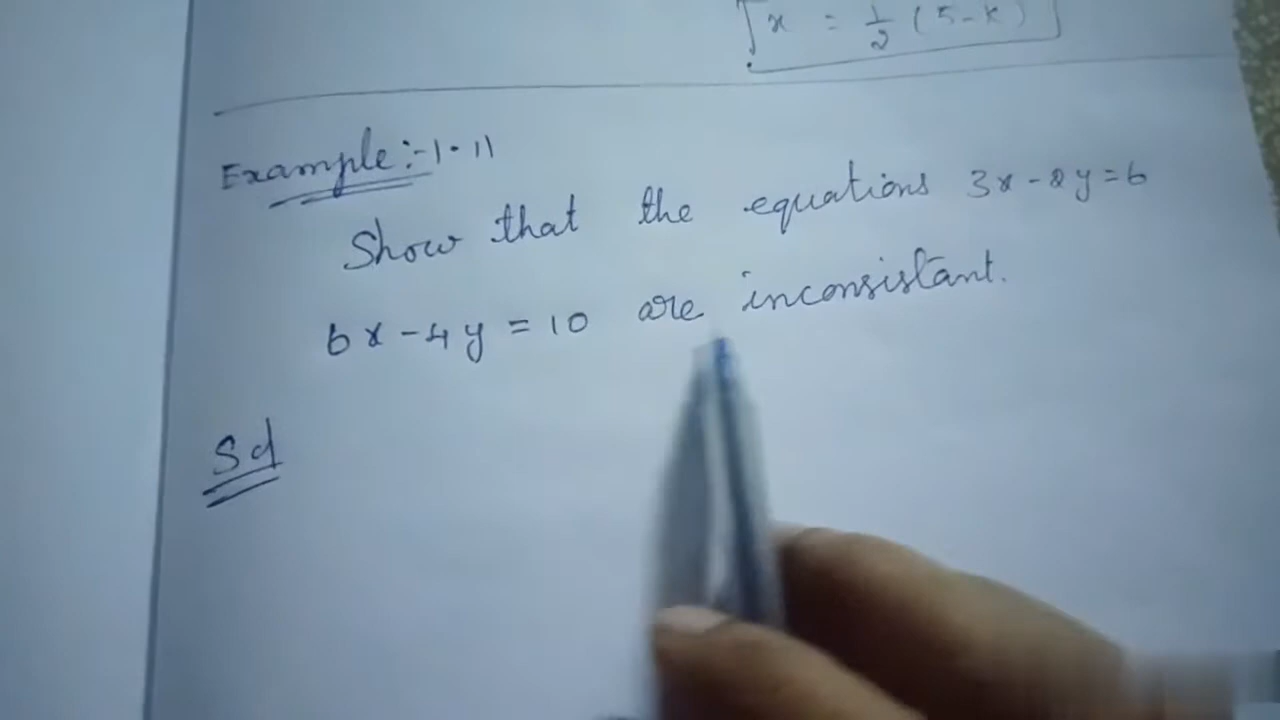 x = 1/2 (5-k)
Example:-1.11
Show that the equations 3x-2y=6
6x-4y=10 are inconsistant.
Sol